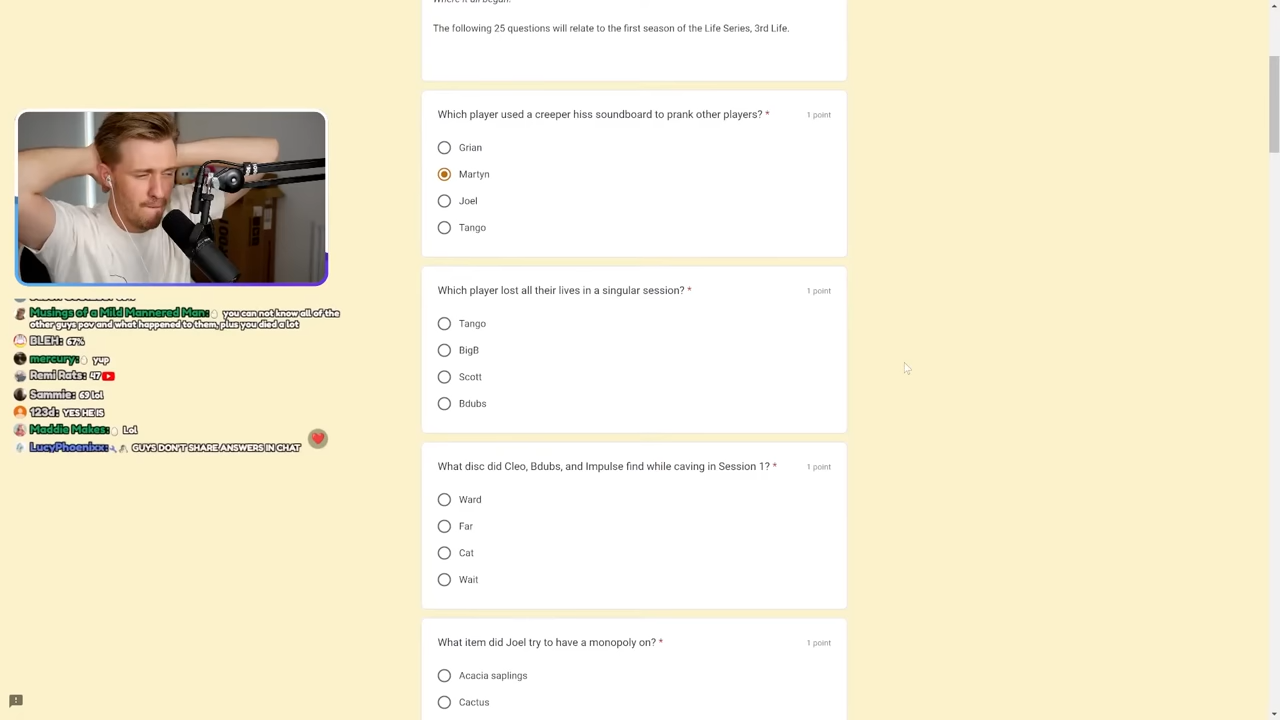 The following 25 questions will relate to the first season of the Life Series, 3rd Life.
Which player used a creeper hiss soundboard to prank other players? *
1 point
Grian
Martyn
Joel
Tango
Which player lost all their lives in a singular session? *
1 point
Tango
BigB
Scott
Bdubs
What disc did Cleo, Bdubs, and Impulse find while caving in Session 1? *
1 point
Ward
Far
Cat
Wait
What item did Joel try to have a monopoly on? *
1 point
Acacia saplings
Cactus
Musings of a Mild Mannered Man: you can not know all of the
other guys pov and what happened to them, plus you died a lot
BLEH: 67%
mercury: yup
Remi Rats: 47
Sammie: 69 lol
123d: YES HE IS
Maddie Makes: Lol
LucyPhoenixx: GUYS DON'T SHARE ANSWERS IN CHAT